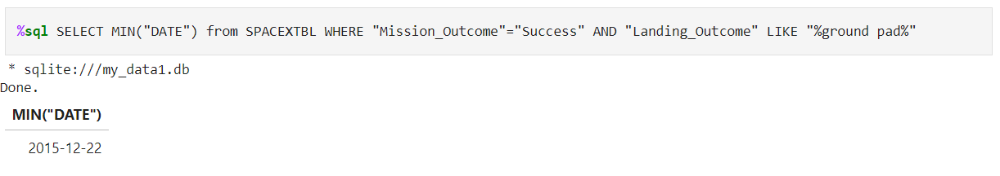 %sql SELECT MIN("DATE") from SPACEXTBL WHERE "Mission_Outcome"="Success" AND "Landing_Outcome" LIKE "%ground pad%"
* sqlite:///my_data1.db
Done.
MIN("DATE")
2015-12-22